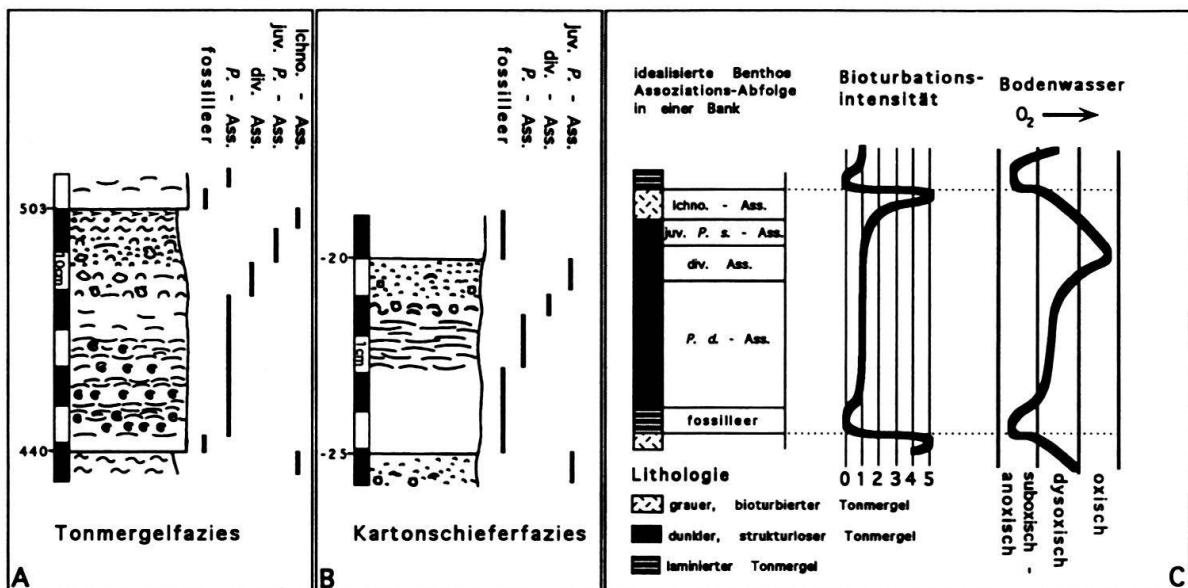 fossilleer
P. - Ass.
div. Ass.
juv. P. - Ass.
Ichno. - Ass.
503
10cm
440
Tonmergelfazies
A
fossilleer
P. - Ass.
div. Ass.
juv. P. - Ass.
-20
1cm
-25
Kartonschieferfazies
B
idealisierte Benthos
Assoziations-Abfolge
in einer Bank
Bioturbations-
intensität
Bodenwasser
O2
Ichno. - Ass.
juv. P. s. - Ass.
div. Ass.
P. d. - Ass.
fossilleer
0 1 2 3 4 5
anoxisch
suboxisch -
dysoxisch
oxisch
Lithologie
grauer, bioturbierter Tonmergel
dunkler, strukturloser Tonmergel
laminierter Tonmergel
C